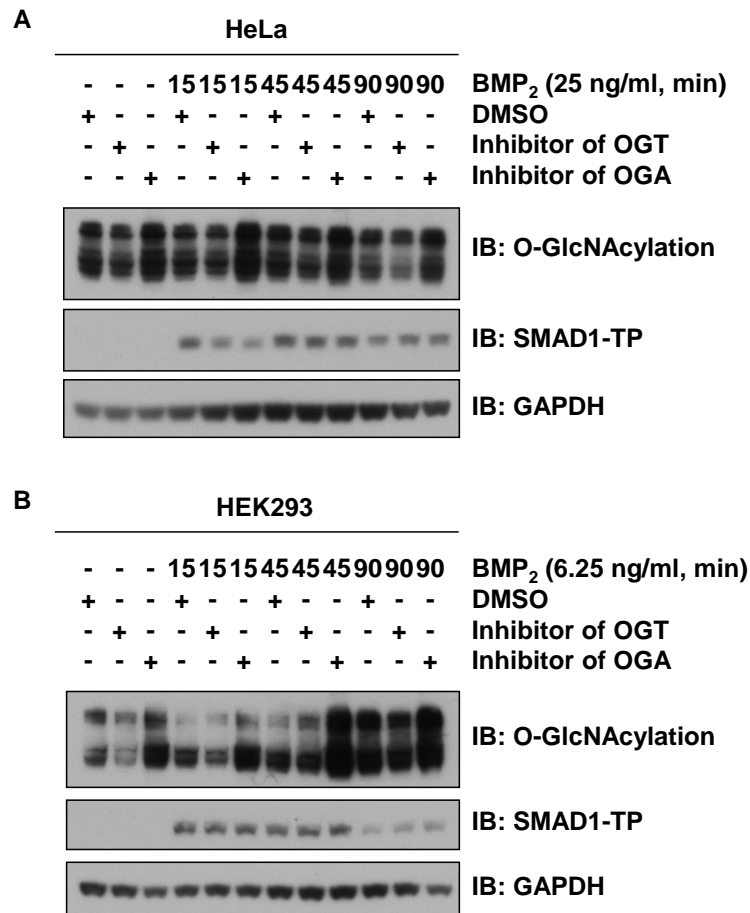 A
HeLa
- - - 15 15 15 45 45 45 90 90 90 BMP2 (25 ng/ml, min)
+ - - + - - + - - + - - DMSO
- + - - + - - + - - + - Inhibitor of OGT
- - + - - + - - + - - + Inhibitor of OGA
IB: O-GlcNAcylation
IB: SMAD1-TP
IB: GAPDH
B
HEK293
- - - 15 15 15 45 45 45 90 90 90 BMP2 (6.25 ng/ml, min)
+ - - + - - + - - + - - DMSO
- + - - + - - + - - + - Inhibitor of OGT
- - + - - + - - + - - + Inhibitor of OGA
IB: O-GlcNAcylation
IB: SMAD1-TP
IB: GAPDH